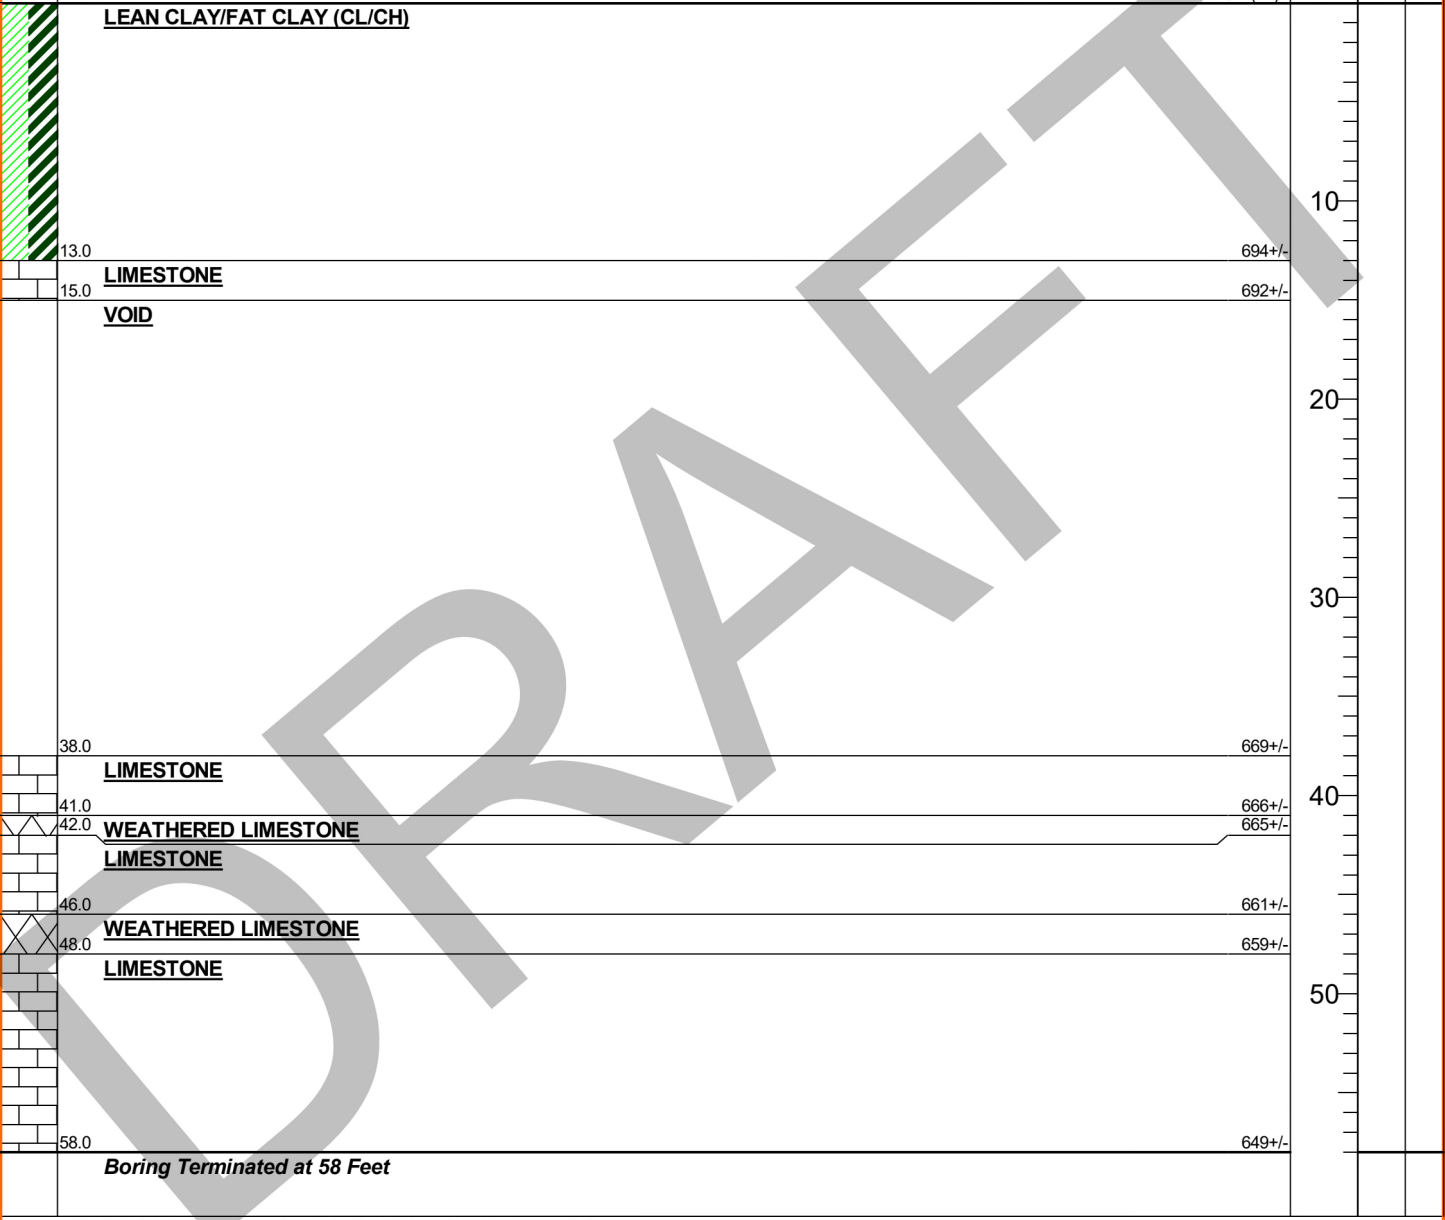 LEAN CLAY/FAT CLAY (CL/CH)
10
13.0 694+/-
LIMESTONE
15.0 692+/-
VOID
20
30
38.0 669+/-
LIMESTONE
40
41.0 666+/-
42.0 WEATHERED LIMESTONE 665+/-
LIMESTONE
46.0 661+/-
WEATHERED LIMESTONE
48.0 659+/-
LIMESTONE
50
58.0 649+/-
Boring Terminated at 58 Feet
DRAFT